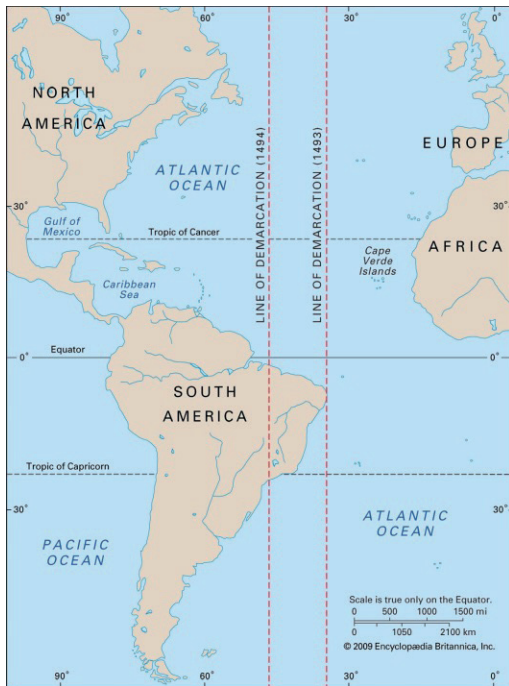 90°
60°
30°
0°
NORTH
AMERICA
EUROPE
ATLANTIC
OCEAN
LINE OF DEMARCATION (1494)
LINE OF DEMARCATION (1493)
30°
30°
Gulf of
Mexico
Tropic of Cancer
AFRICA
Cape
Verde
Islands
Caribbean
Sea
Equator
0°
0°
SOUTH
AMERICA
Tropic of Capricorn
30°
30°
ATLANTIC
OCEAN
PACIFIC
OCEAN
Scale is true only on the Equator.
0 500 1000 1500 mi
0 1050 2100 km
© 2009 Encyclopædia Britannica, Inc.
90°
60°
30°
0°